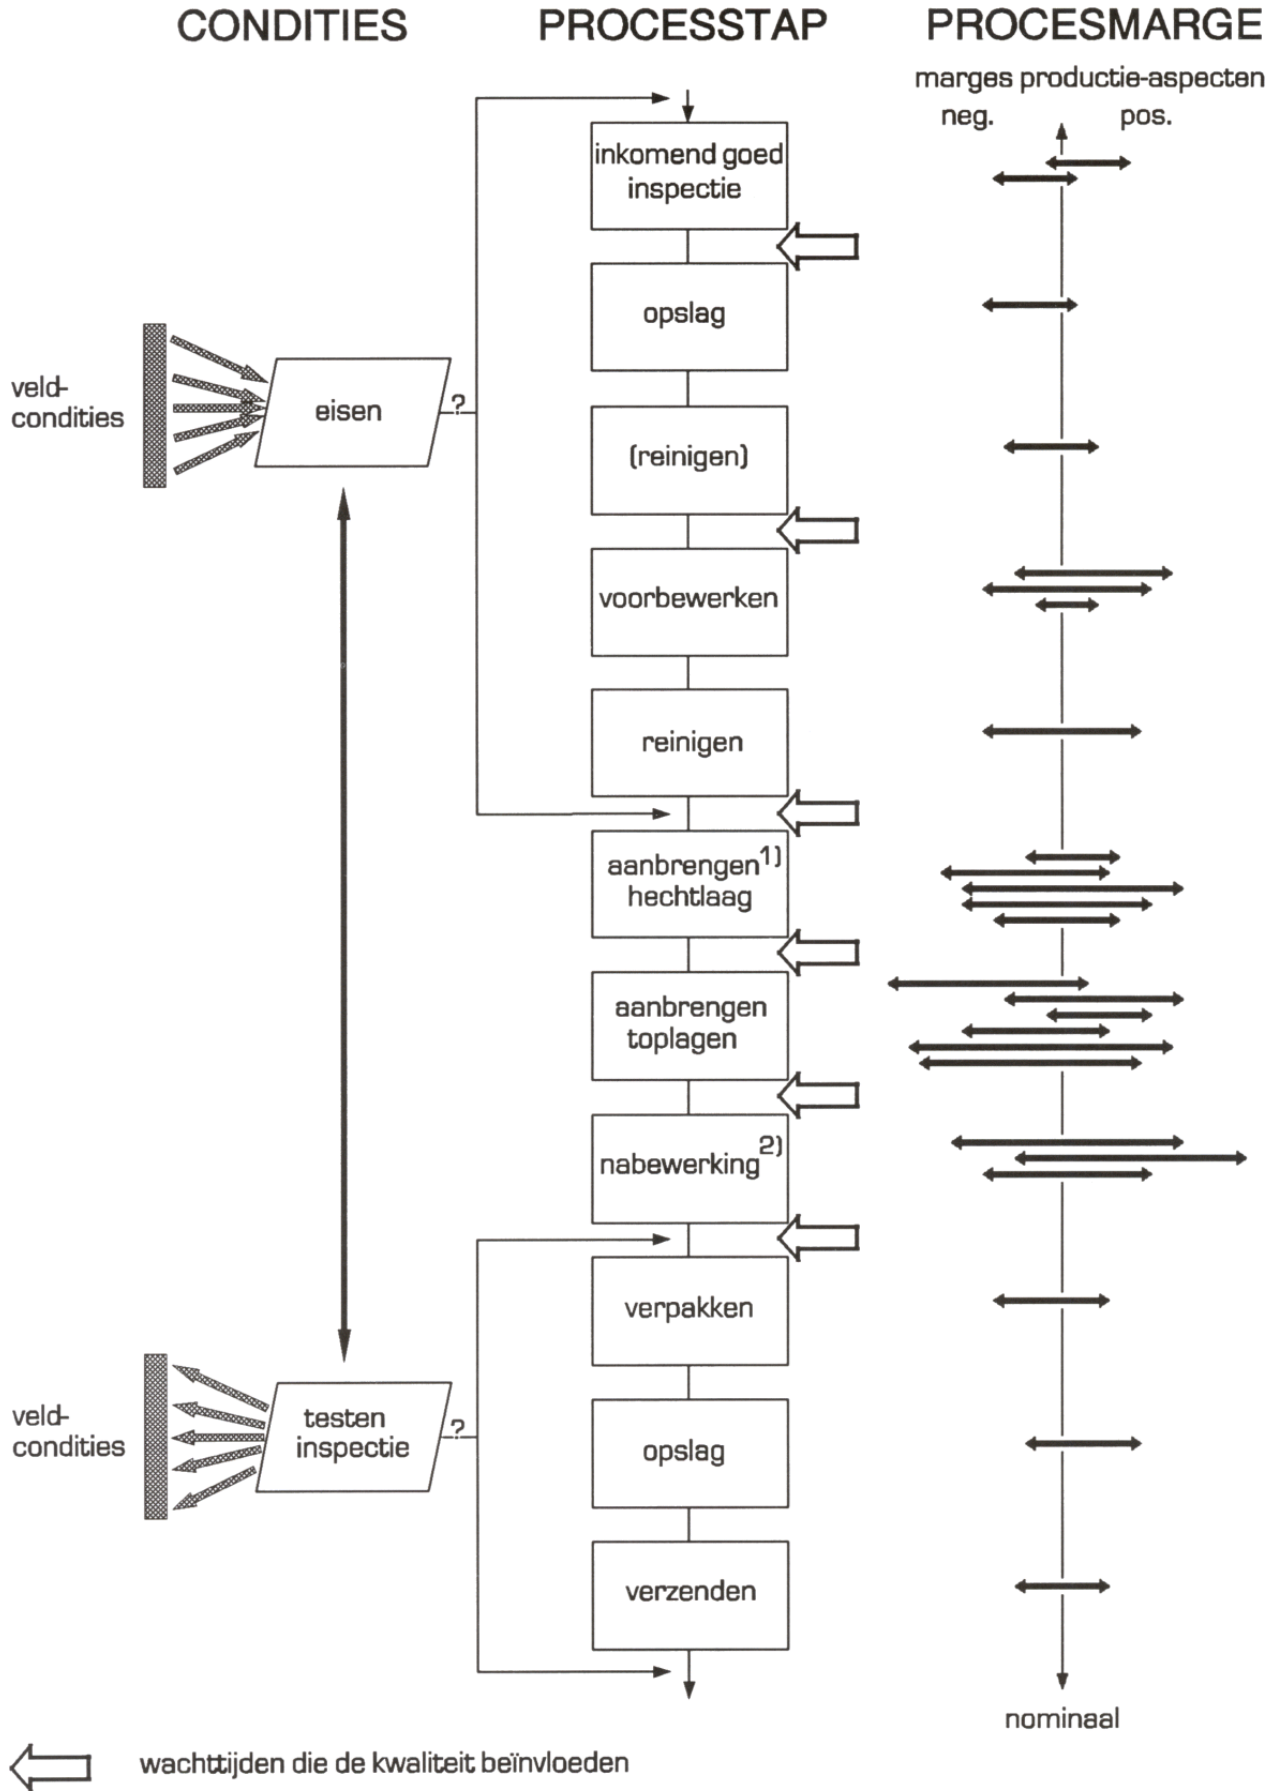 CONDITIES
PROCESSTAP
PROCESMARGE
marges productie-aspecten
neg.
pos.
inkomend goed
inspectie
opslag
veld-
condities
eisen
?
(reinigen)
voorbewerken
reinigen
aanbrengen1)
hechtlaag
aanbrengen
toplagen
nabewerking2)
verpakken
veld-
condities
testen
inspectie
?
opslag
verzenden
nominaal
wachttijden die de kwaliteit beïnvloeden